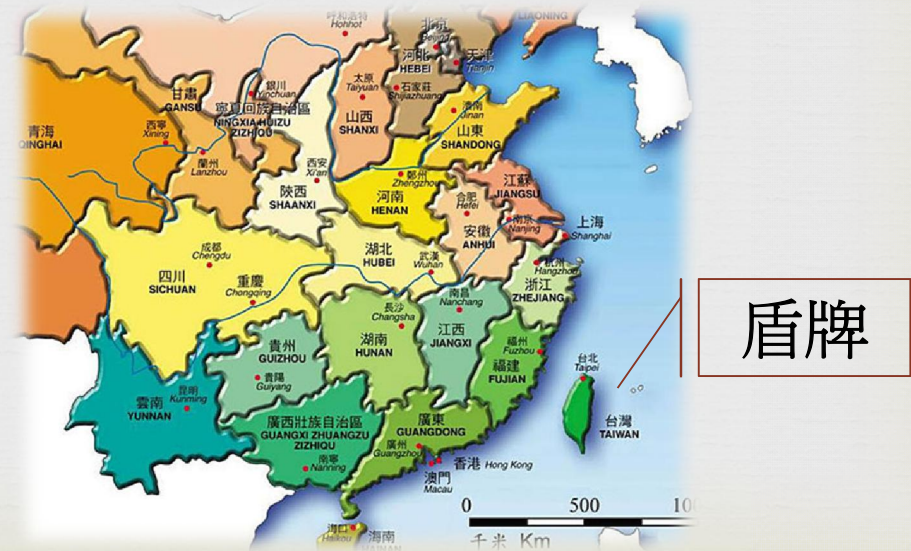 呼和浩特
Hohhot
北京
Beijing
LIAONING
河北
HEBEI
天津
Tianjin
甘肅
GANSU
銀川
Yinchuan
寧夏回族自治區
NINGXIA HUIZU
ZIZHIQU
太原
Taiyuan
石家莊
Shijiazhuang
山西
SHANXI
濟南
Jinan
山東
SHANDONG
青海
QINGHAI
西寧
Xining
蘭州
Lanzhou
西安
Xi'an
陝西
SHAANXI
鄭州
Zhengzhou
河南
HENAN
合肥
Hefei
江蘇
JIANGSU
南京
Nanjing
安徽
ANHUI
上海
Shanghai
成都
Chengdu
四川
SICHUAN
重慶
Chongqing
湖北
HUBEI
武漢
Wuhan
杭州
Hangzhou
浙江
ZHEJIANG
長沙
Changsha
湖南
HUNAN
南昌
Nanchang
江西
JIANGXI
貴州
GUIZHOU
貴陽
Guiyang
福州
Fuzhou
福建
FUJIAN
台北
Taipei
台灣
TAIWAN
昆明
Kunming
雲南
YUNNAN
廣西壯族自治區
GUANGXI ZHUANGZU
ZIZHIQU
南寧
Nanning
廣東
GUANGDONG
廣州
Guangzhou
香港 Hong Kong
澳門
Macau
海口
Haikou
海南
0 500 100
千米 Km
盾牌